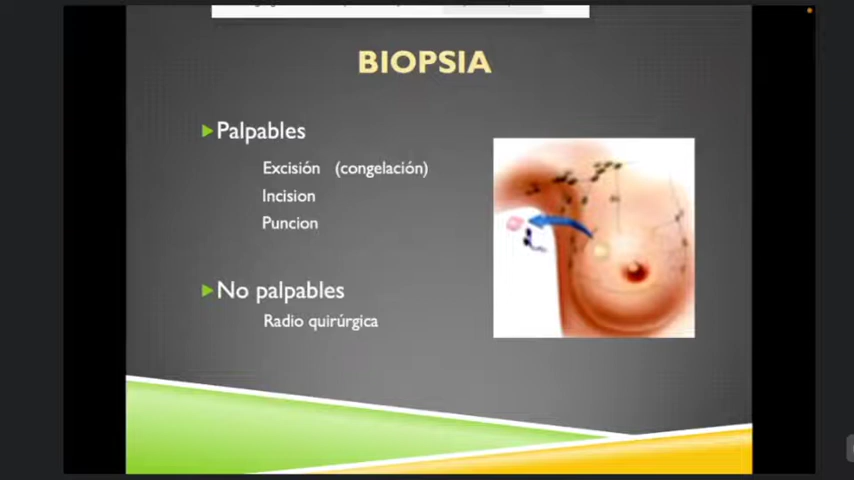 BIOPSIA
Palpables
Excisión (congelación)
Incision
Puncion
No palpables
Radio quirúrgica